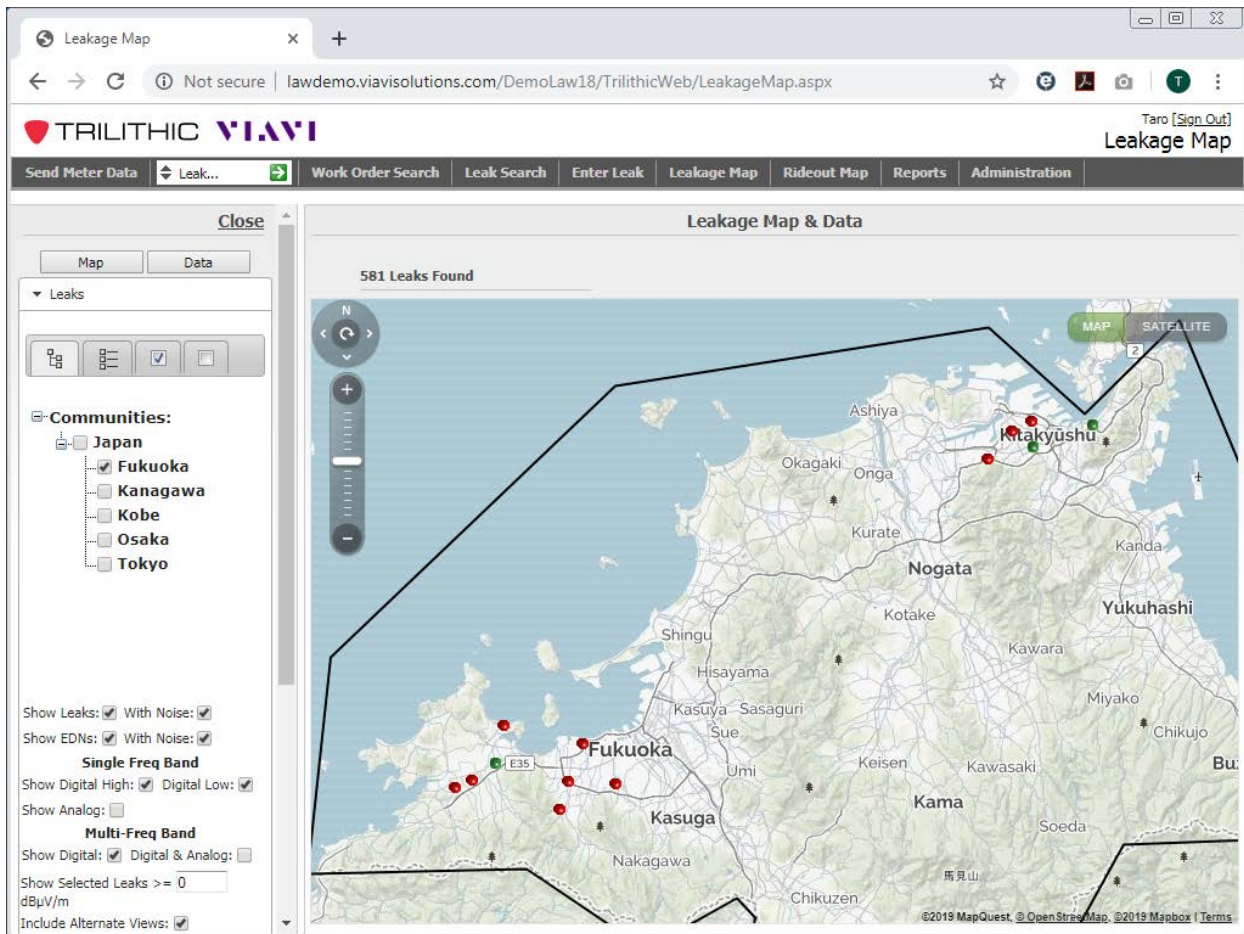 Leakage Map
Not secure | lawdemo.viavisolutions.com/DemoLaw18/TrilithicWeb/LeakageMap.aspx
T
TRILITHIC VIAVI
Taro [Sign Out]
Leakage Map
Send Meter Data Leak... Work Order Search Leak Search Enter Leak Leakage Map Rideout Map Reports Administration
Close
Map Data
Leaks
Communities:
Japan
Fukuoka
Kanagawa
Kobe
Osaka
Tokyo
Show Leaks: With Noise:
Show EDNs: With Noise:
Single Freq Band
Show Digital High: Digital Low:
Show Analog:
Multi-Freq Band
Show Digital: Digital & Analog:
Show Selected Leaks >= 0
dBµV/m
Include Alternate Views:
Leakage Map & Data
581 Leaks Found
N
MAP SATELLITE
2
Ashiya
Kitakyūshu
Okagaki
Onga
Kurate
Kanda
Nogata
Yukuhashi
Kotake
Shingu
Kawara
Hisayama
Miyako
Kasuya Sasaguri
Chikujo
Sue
Fukuoka
E35
Umi
Keisen
Kawasaki
Bu
Kama
Kasuga
Soeda
Nakagawa
馬見山
Chikuzen
©2019 MapQuest, © OpenStreetMap, ©2019 Mapbox | Terms